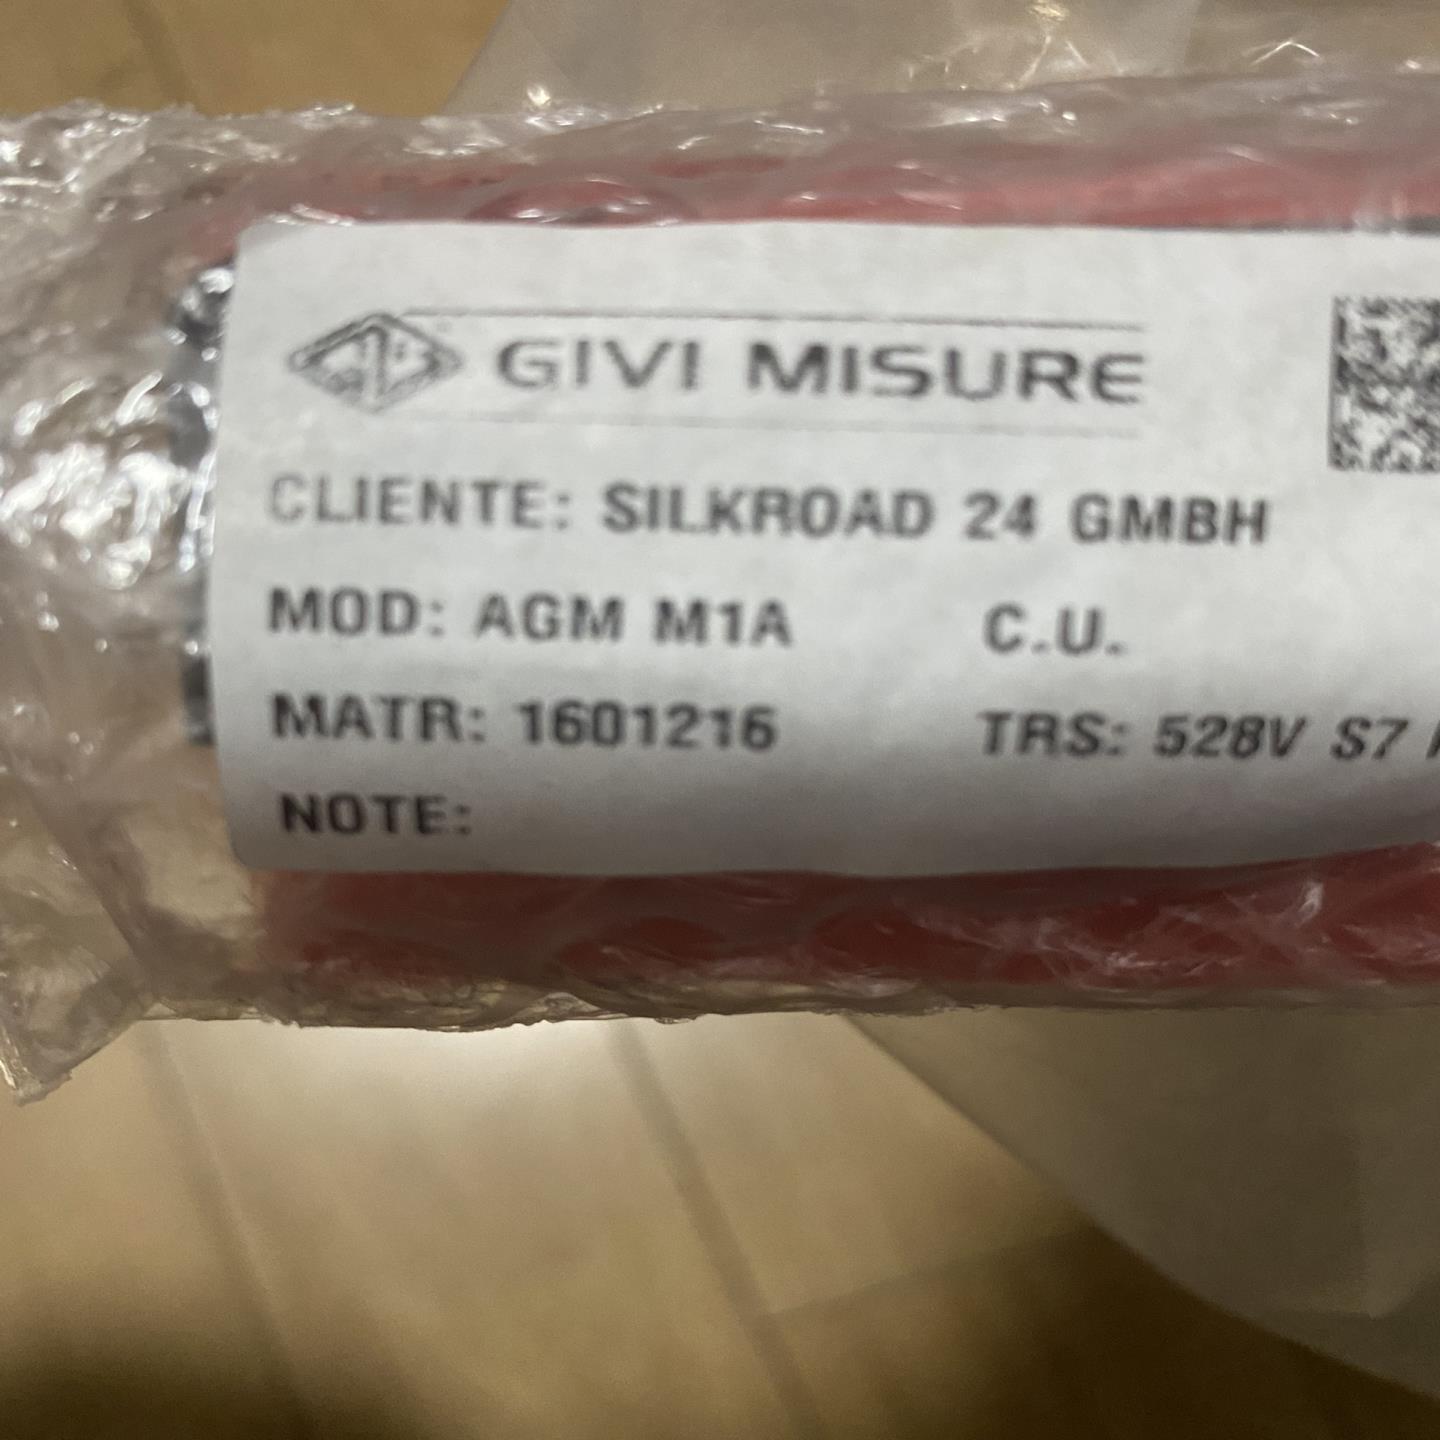 GIVI MISURE
CLIENTE: SILKROAD 24 GMBH
MOD: AGM M1A C.U.
MATR: 1601216 TRS: 528V S7
NOTE: